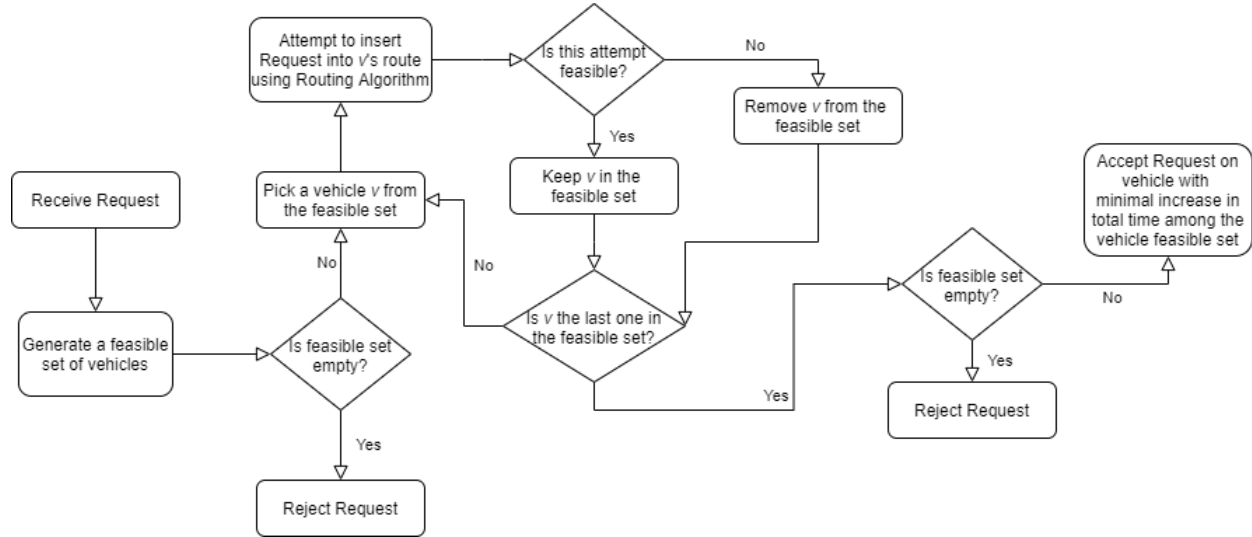 Receive Request
Generate a feasible
set of vehicles
Is feasible set
empty?
Yes
Reject Request
No
Pick a vehicle v from
the feasible set
Attempt to insert
Request into v's route
using Routing Algorithm
Is this attempt
feasible?
No
Remove v from the
feasible set
Yes
Keep v in the
feasible set
Is v the last one in
the feasible set?
No
Yes
Is feasible set
empty?
Yes
Reject Request
No
Accept Request on
vehicle with
minimal increase in
total time among the
vehicle feasible set